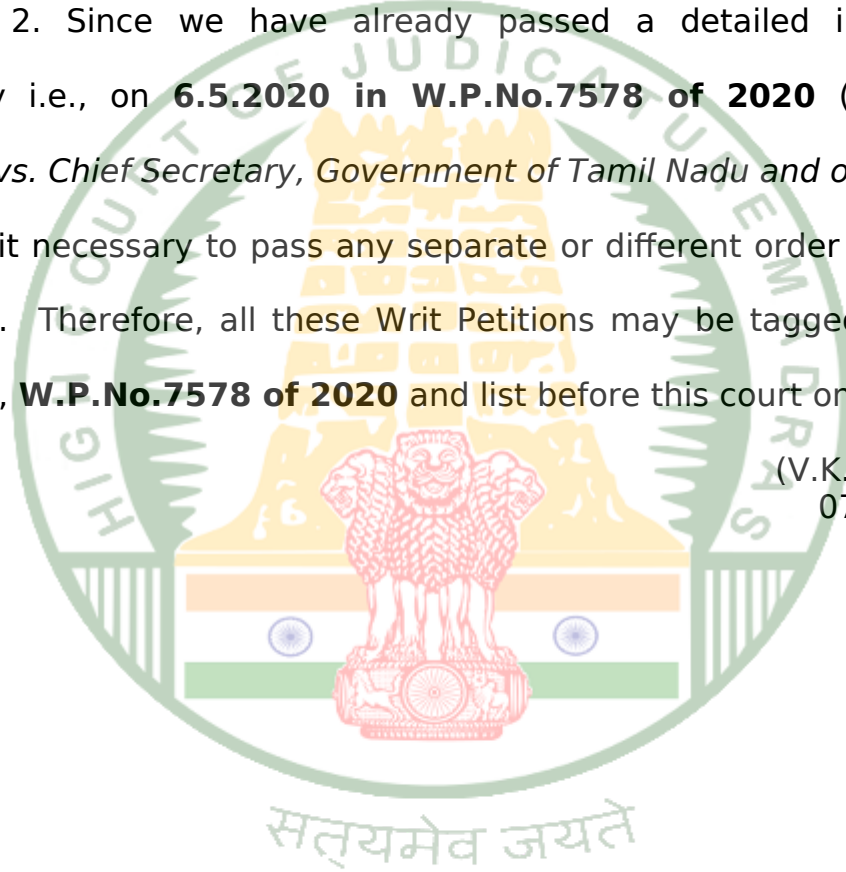 2. Since we have already passed a detailed
i.e., on 6.5.2020 in W.P.No.7578 of 2020 (
vs. Chief Secretary, Government of Tamil Nadu and
it necessary to pass any separate or different order
. Therefore, all these Writ Petitions may be tagged
, W.P.No.7578 of 2020 and list before this court on
(V.K.
07
HIGH COURT OF JUDICATURE MADRAS
सत्यमेव जयते